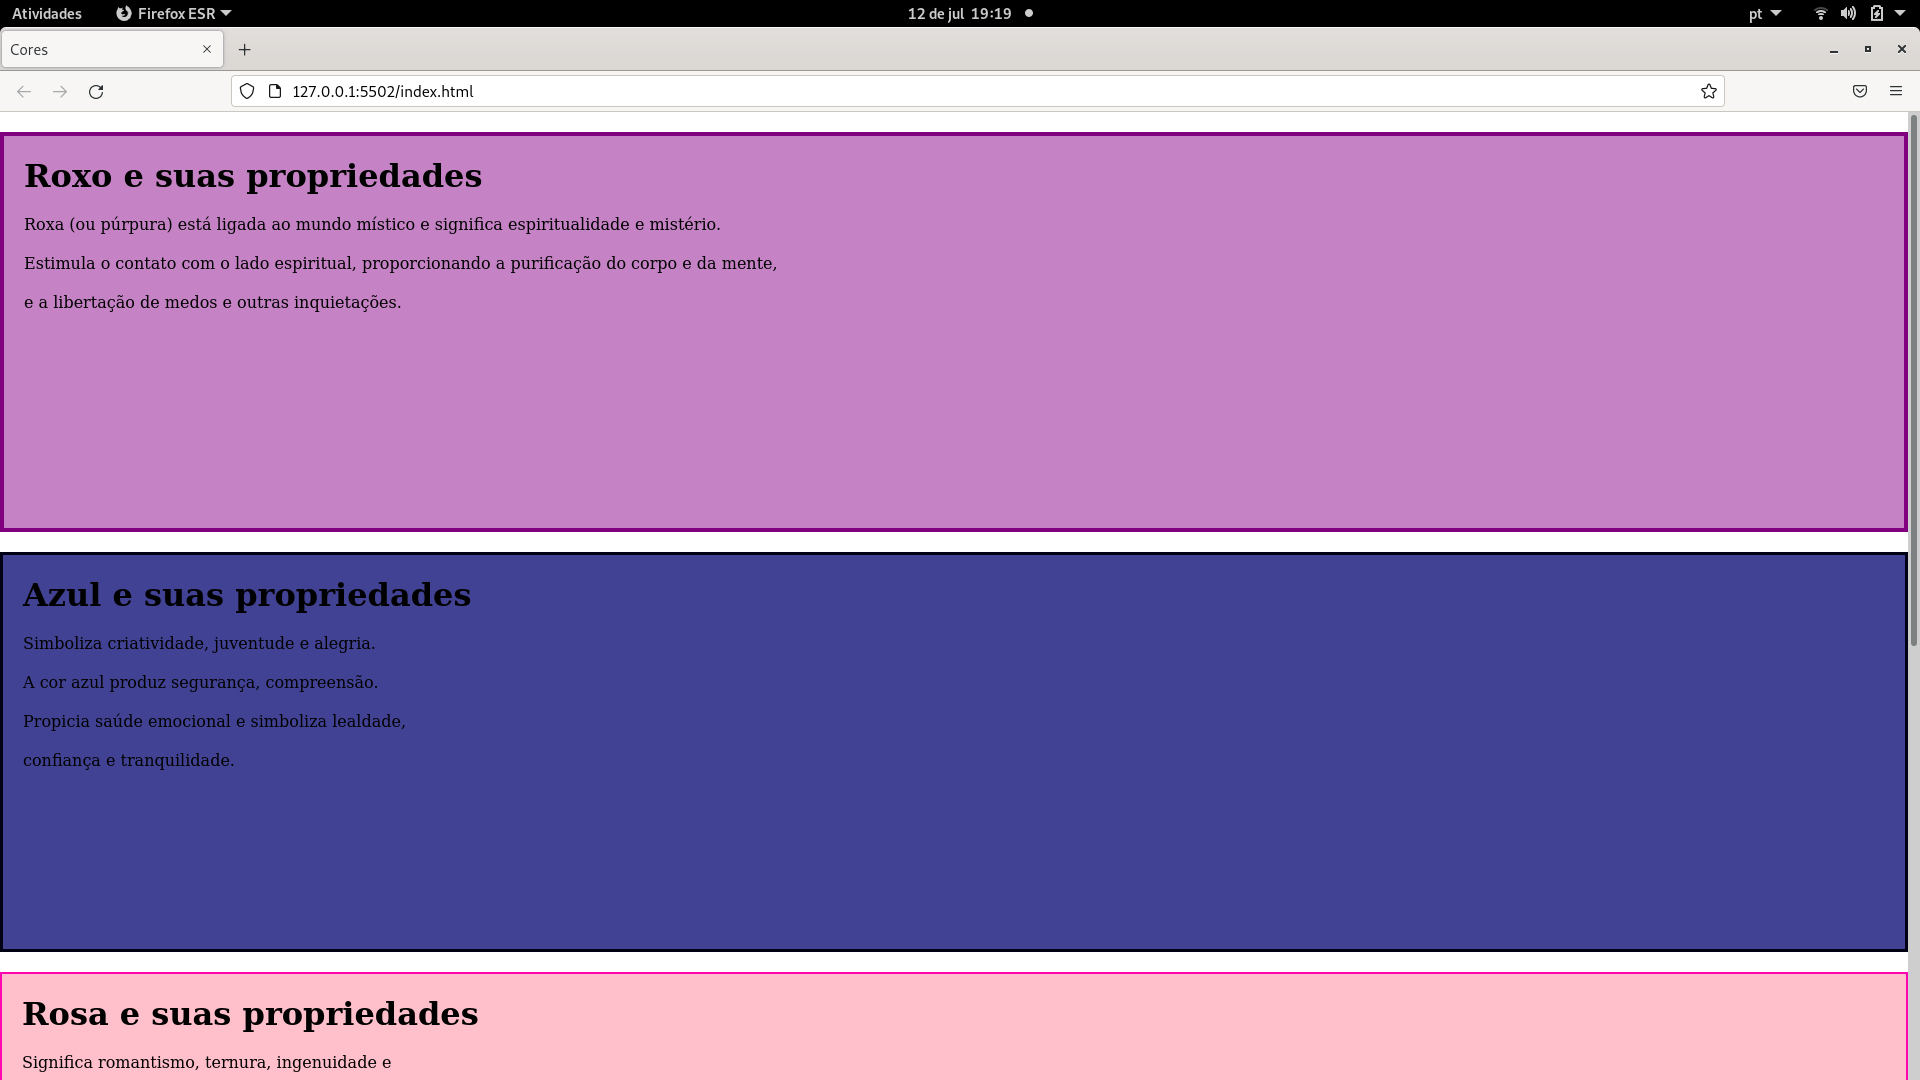 Atividades Firefox ESR 12 de jul 19:19 pt
Cores
127.0.0.1:5502/index.html
Roxo e suas propriedades
Roxa (ou púrpura) está ligada ao mundo místico e significa espiritualidade e mistério.
Estimula o contato com o lado espiritual, proporcionando a purificação do corpo e da mente,
e a libertação de medos e outras inquietações.
Azul e suas propriedades
Simboliza criatividade, juventude e alegria.
A cor azul produz segurança, compreensão.
Propicia saúde emocional e simboliza lealdade,
confiança e tranquilidade.
Rosa e suas propriedades
Significa romantismo, ternura, ingenuidade e